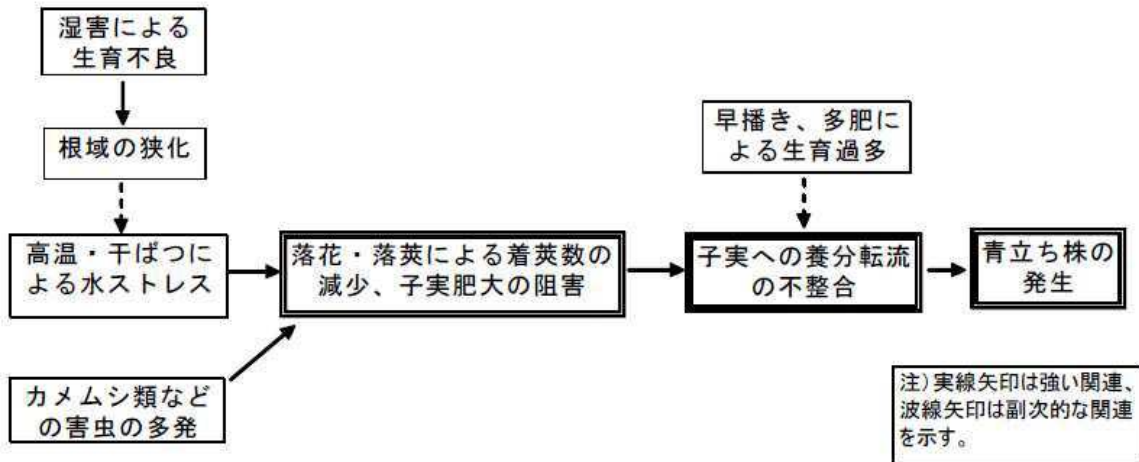 湿害による
生育不良
根域の狭化
早播き、多肥に
よる生育過多
高温・干ばつに
よる水ストレス
落花・落莢による着莢数の
減少、子実肥大の阻害
子実への養分転流
の不整合
青立ち株の
発生
カメムシ類など
の害虫の多発
注）実線矢印は強い関連、
波線矢印は副次的な関連
を示す。